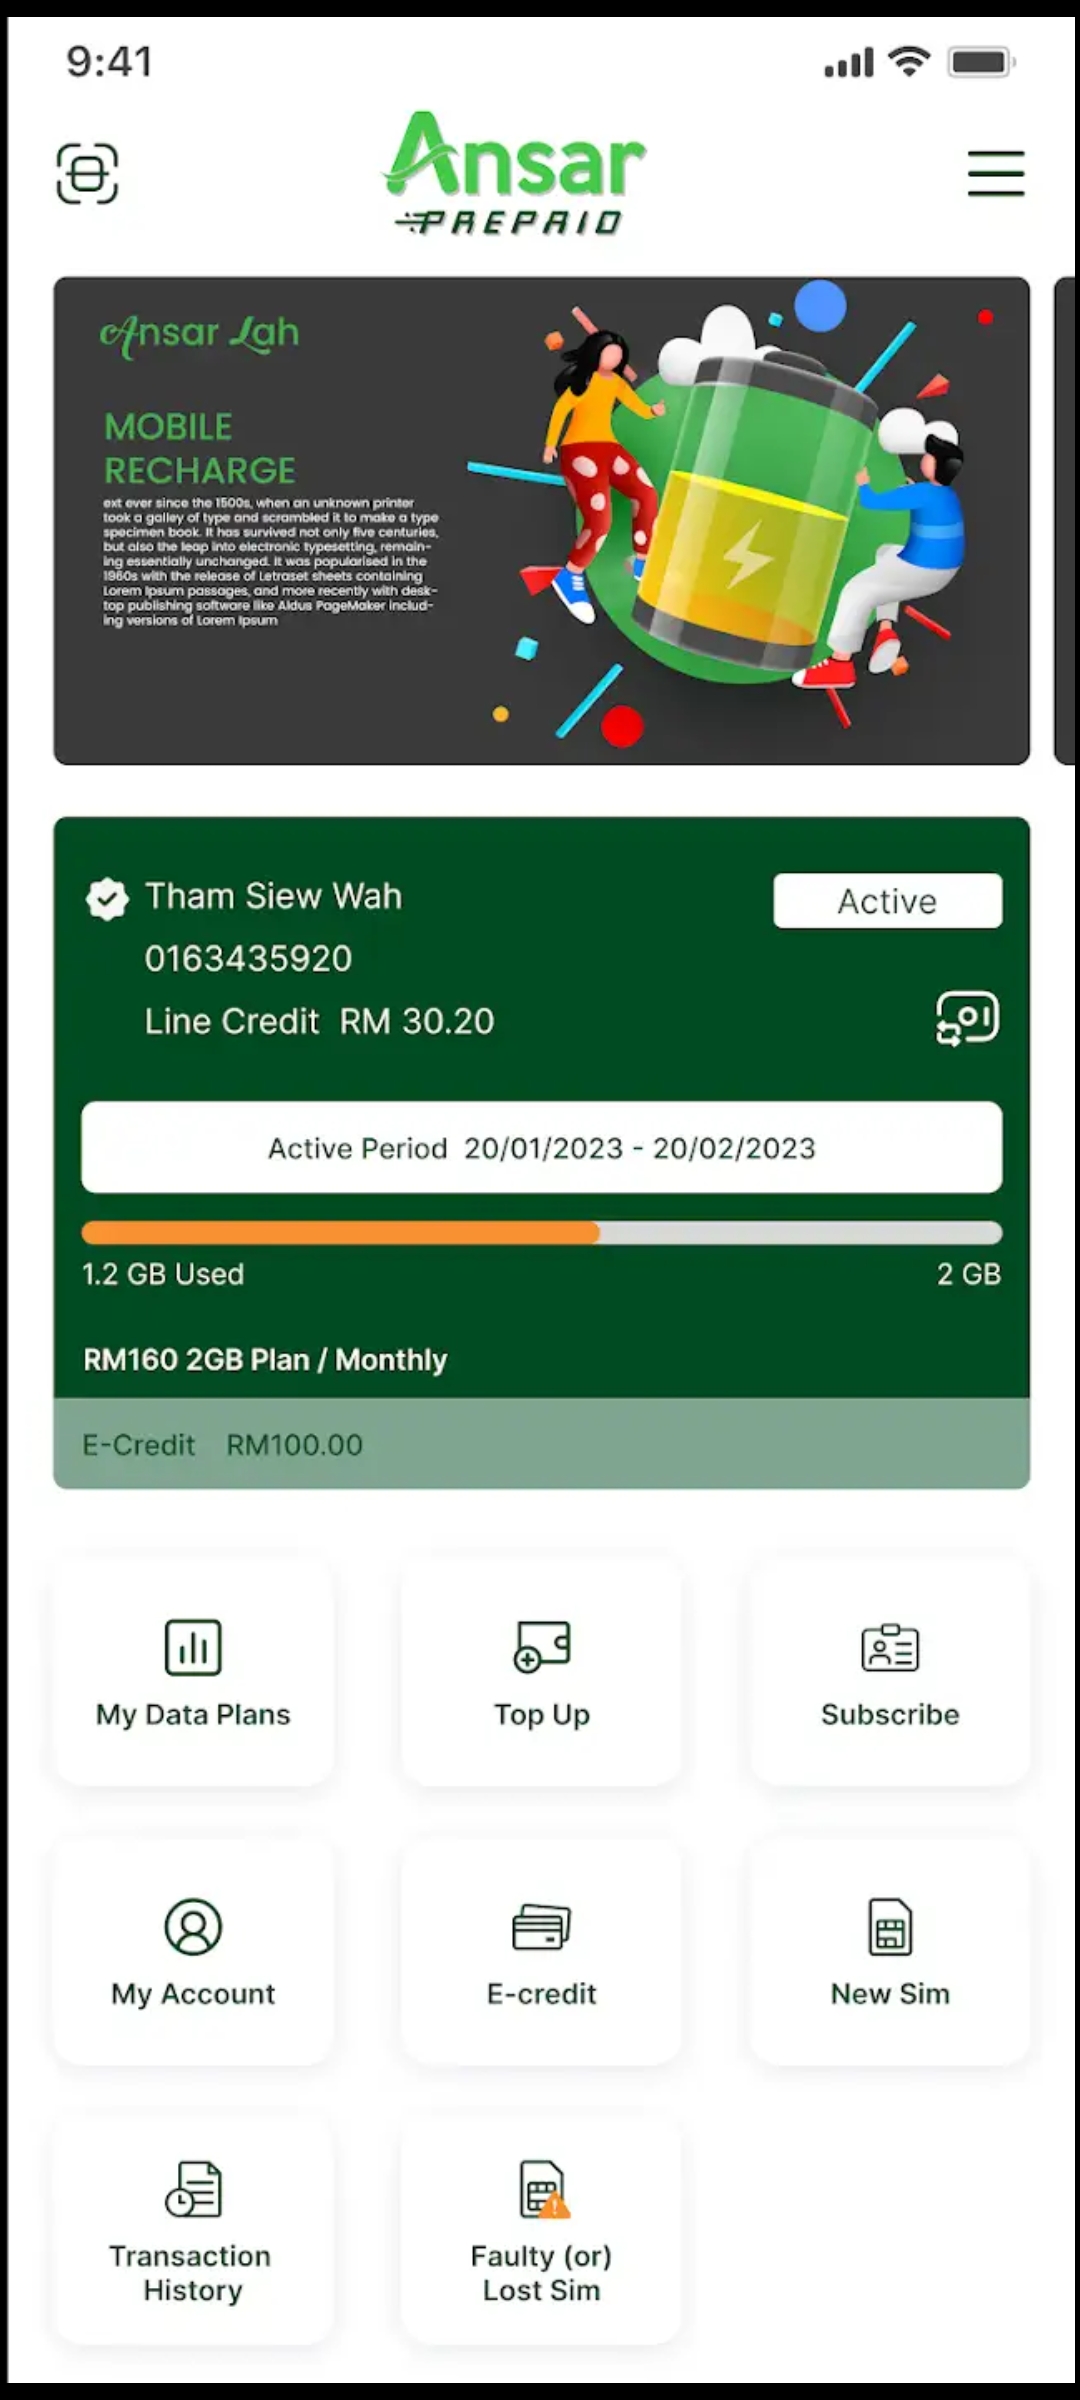 9:41
Ansar
PREPAID
Ansar Lah
MOBILE
RECHARGE
ext ever since the 1500s, when an unknown printer
took a galley of type and scrambled it to make a type
specimen book. It has survived not only five centuries,
but also the leap into electronic typesetting, remain-
ing essentially unchanged. It was popularised in the
1960s with the release of Letraset sheets containing
Lorem Ipsum passages, and more recently with desk-
top publishing software like Aldus PageMaker includ-
ing versions of Lorem Ipsum
Tham Siew Wah
Active
0163435920
Line Credit RM 30.20
Active Period 20/01/2023 - 20/02/2023
1.2 GB Used
2 GB
RM160 2GB Plan / Monthly
E-Credit RM100.00
My Data Plans
Top Up
Subscribe
My Account
E-credit
New Sim
Transaction
History
Faulty (or)
Lost Sim